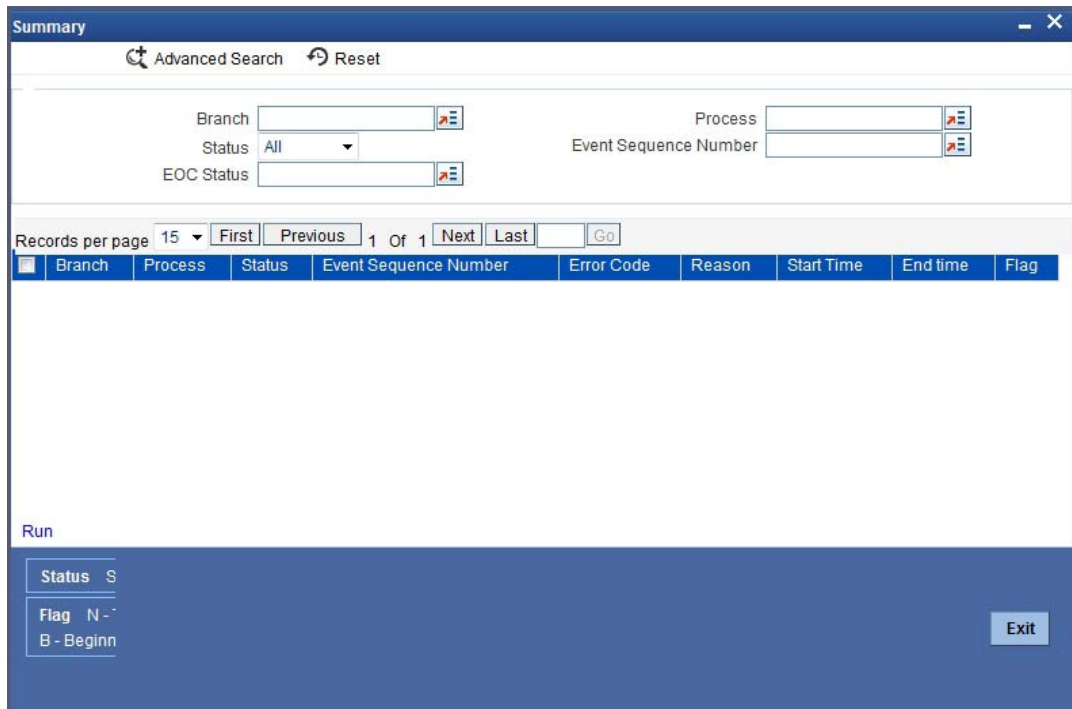 Summary
Advanced Search Reset
Branch Process
Status All Event Sequence Number
EOC Status
Records per page 15 First Previous 1 Of 1 Next Last Go
Branch Process Status Event Sequence Number Error Code Reason Start Time End time Flag
Run
Status S
Flag N -
B - Beginn
Exit